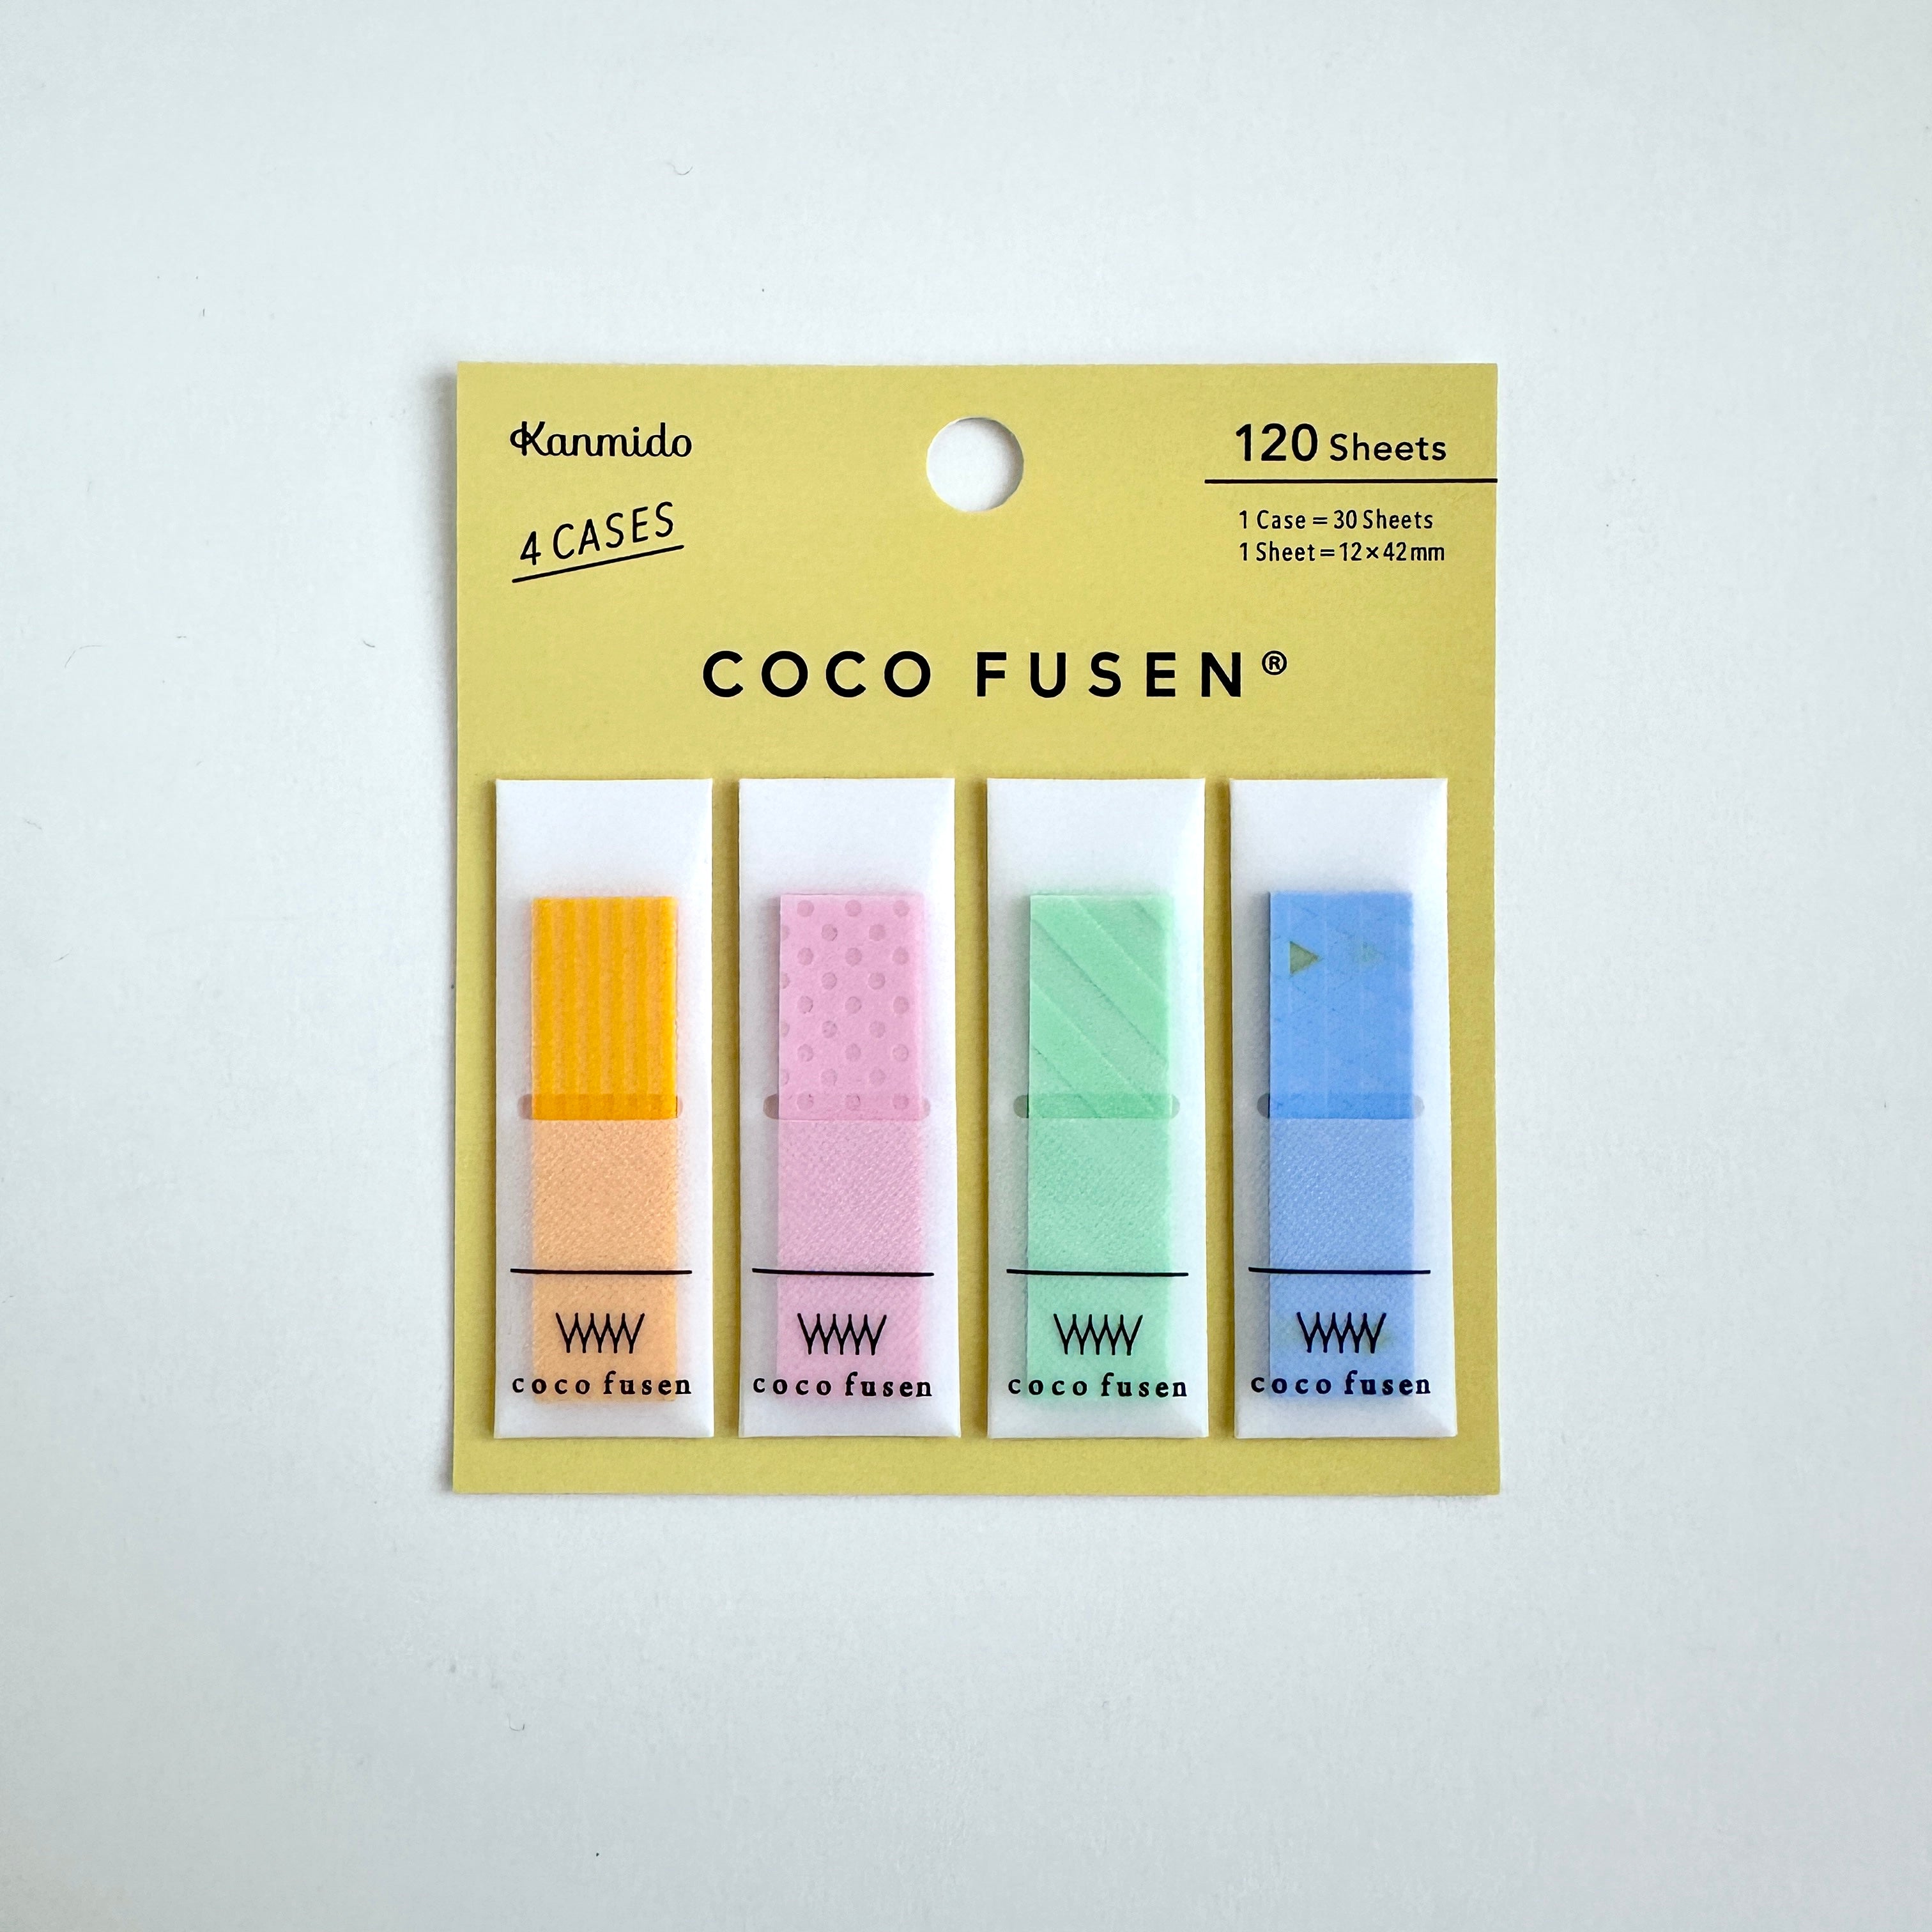 Kanmido
4 CASES
120 Sheets
1 Case = 30 Sheets
1 Sheet = 12×42mm
COCO FUSEN®
coco fusen
coco fusen
coco fusen
coco fusen